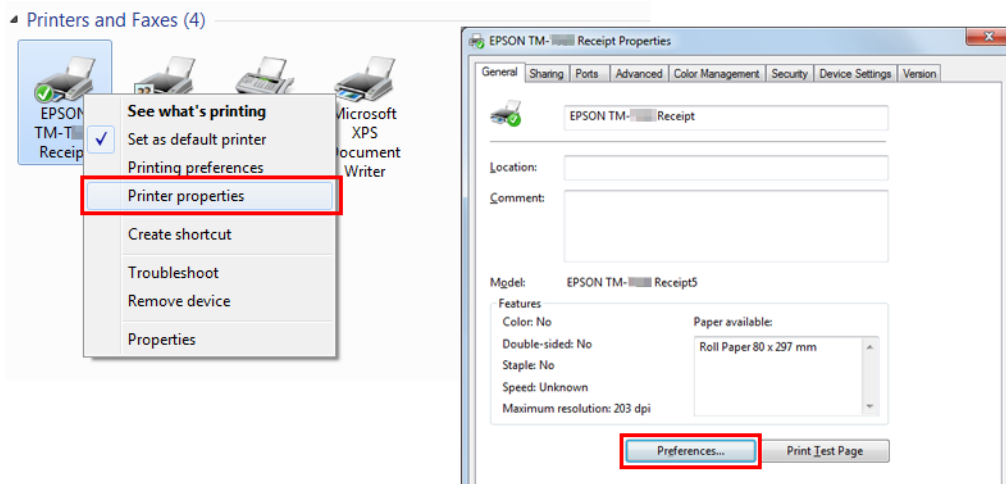 Printers and Faxes (4)
EPSON
TM-T
Receip
Microsoft
XPS
Document
Writer
See what's printing
Set as default printer
Printing preferences
Printer properties
Create shortcut
Troubleshoot
Remove device
Properties
EPSON TM- Receipt Properties
General Sharing Ports Advanced Color Management Security Device Settings Version
EPSON TM- Receipt
Location:
Comment:
Model: EPSON TM- Receipt5
Features
Color: No
Double-sided: No
Staple: No
Speed: Unknown
Maximum resolution: 203 dpi
Paper available:
Roll Paper 80 x 297 mm
Preferences... Print Test Page